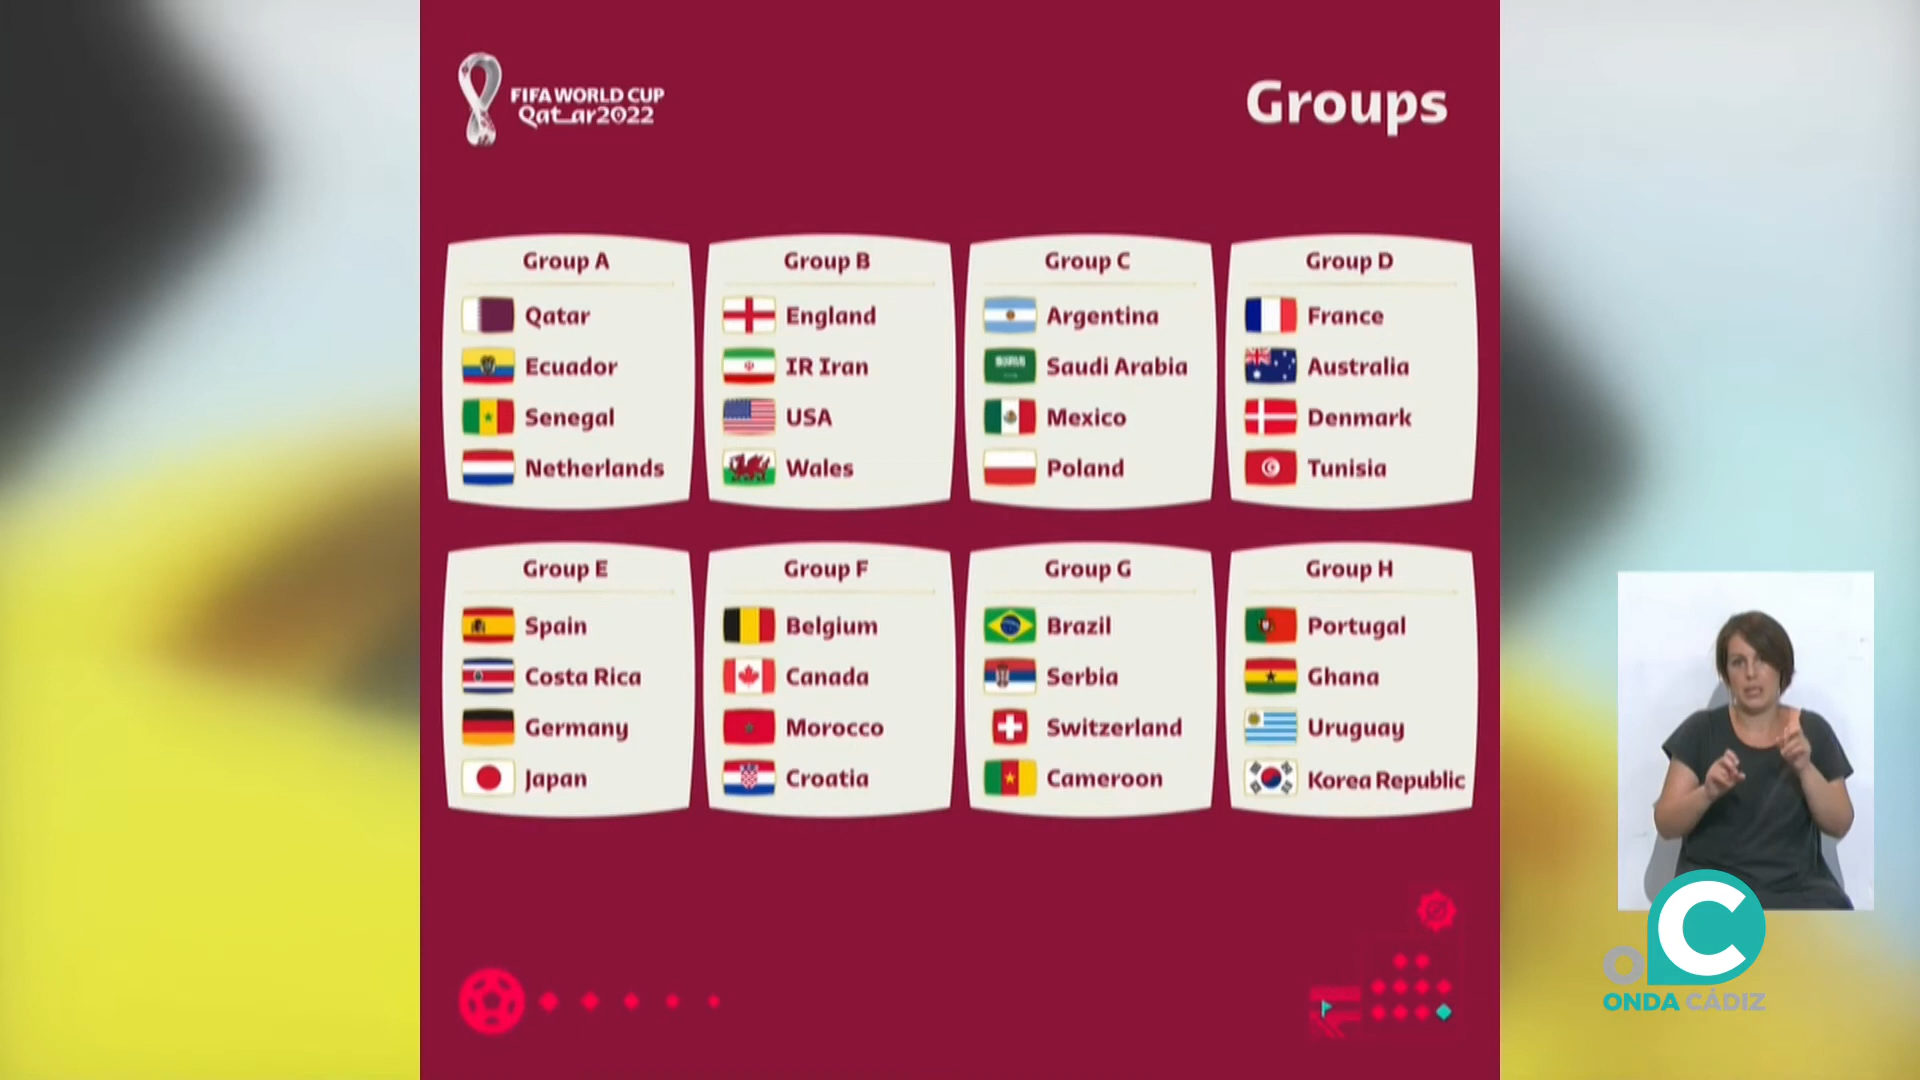 FIFA WORLD CUP
Qatar2022
Groups
Group A
Qatar
Ecuador
Senegal
Netherlands
Group B
England
IR Iran
USA
Wales
Group C
Argentina
Saudi Arabia
Mexico
Poland
Group D
France
Australia
Denmark
Tunisia
Group E
Spain
Costa Rica
Germany
Japan
Group F
Belgium
Canada
Morocco
Croatia
Group G
Brazil
Serbia
Switzerland
Cameroon
Group H
Portugal
Ghana
Uruguay
Korea Republic
OC
ONDA CÁDIZ